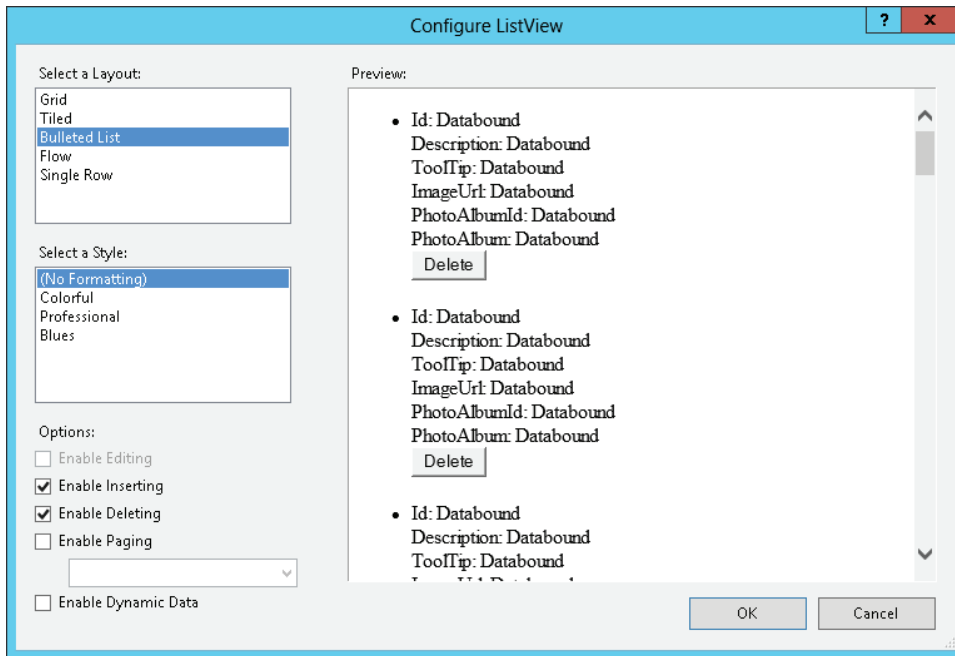 Configure ListView
?
x
Select a Layout:
Grid
Tiled
Bulleted List
Flow
Single Row
Select a Style:
(No Formatting)
Colorful
Professional
Blues
Options:
Enable Editing
Enable Inserting
Enable Deleting
Enable Paging
Enable Dynamic Data
Preview:
• Id: Databound
Description: Databound
ToolTip: Databound
ImageUrl: Databound
PhotoAlbumId: Databound
PhotoAlbum: Databound
Delete
• Id: Databound
Description: Databound
ToolTip: Databound
ImageUrl: Databound
PhotoAlbumId: Databound
PhotoAlbum: Databound
Delete
• Id: Databound
Description: Databound
ToolTip: Databound
OK
Cancel